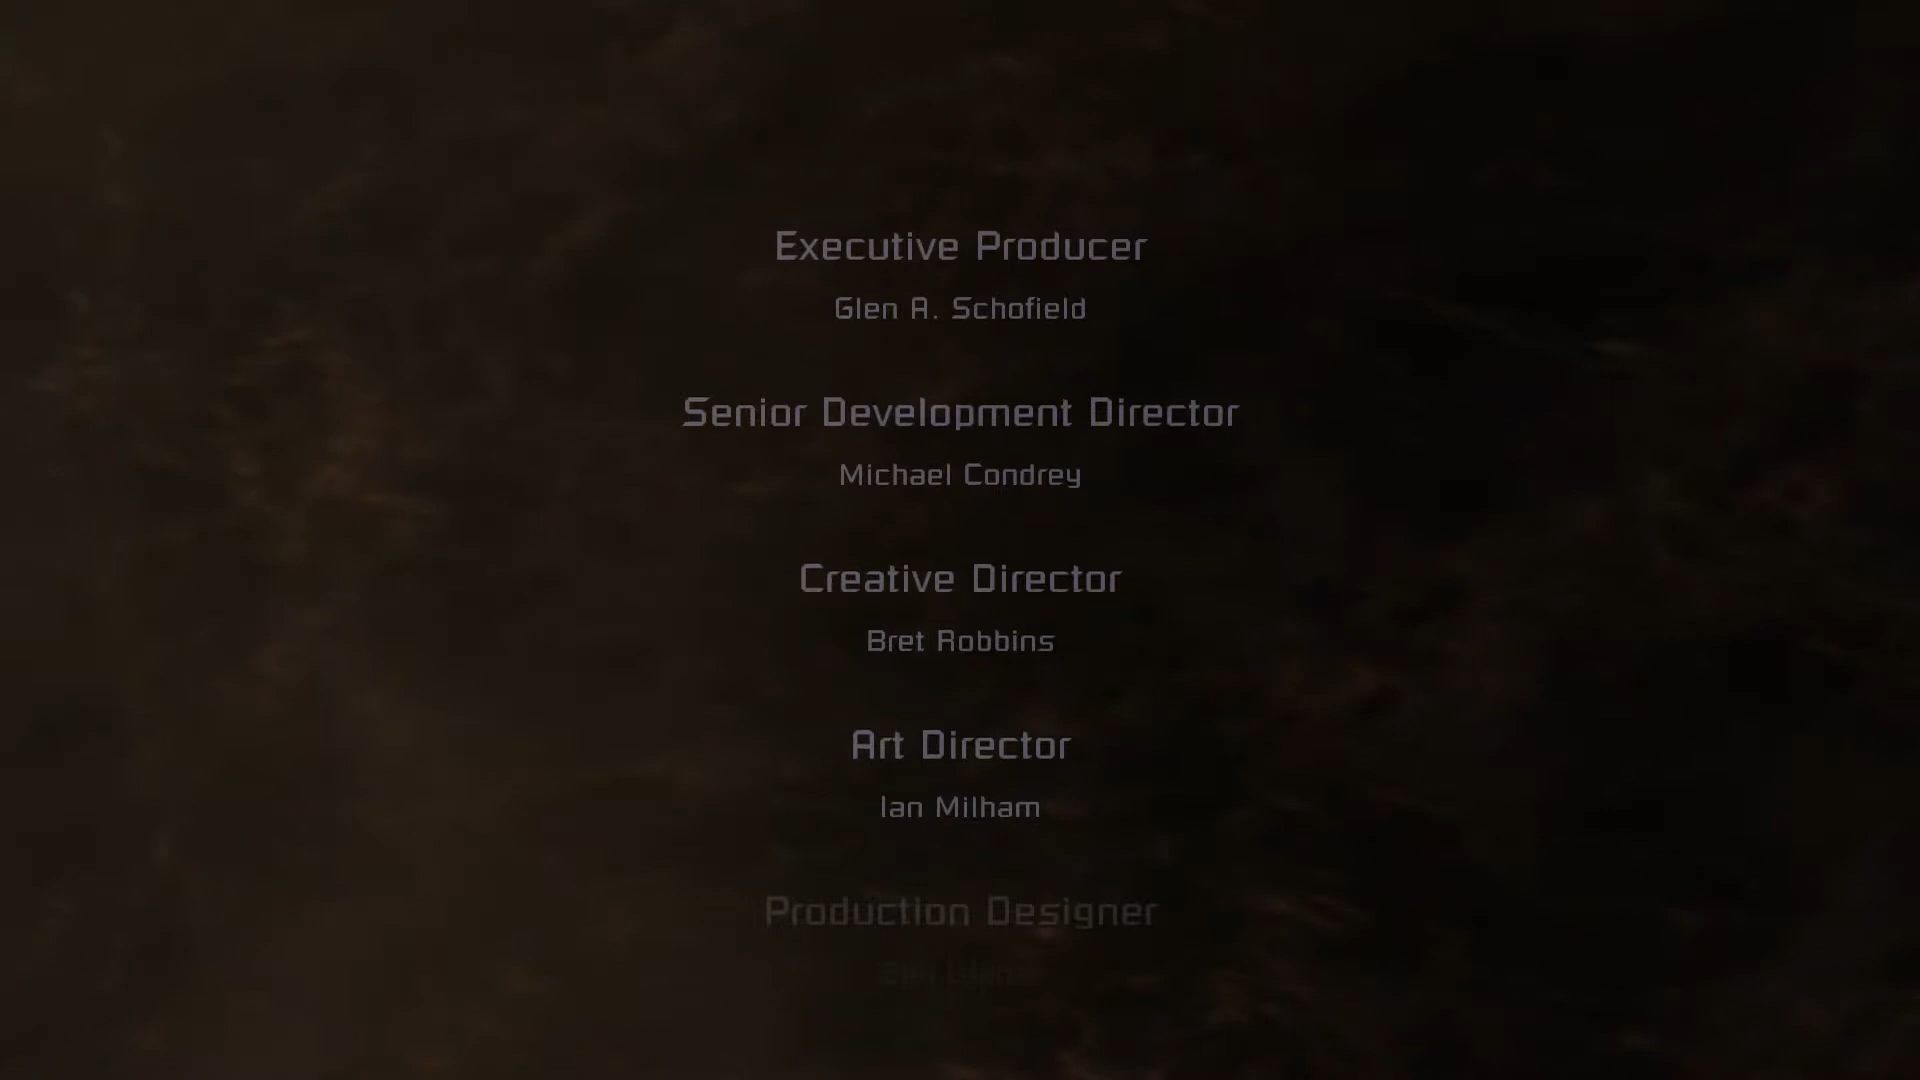 Executive Producer
Glen A. Schofield
Senior Development Director
Michael Condrey
Creative Director
Bret Robbins
Art Director
Ian Milham
Production Designer